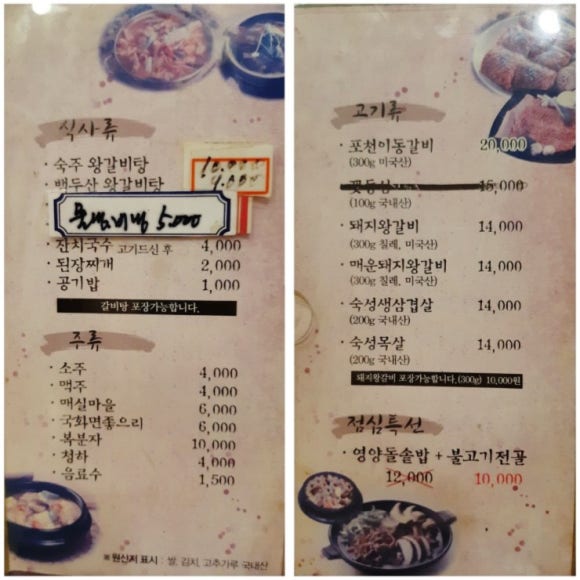 식사류
· 숙주 왕갈비탕 10,000
· 백두산 왕갈비탕 9,000
물냉,비냉 5,000
· 잔치국수 고기드신 후 4,000
· 된장찌개 2,000
· 공기밥 1,000
갈비탕 포장가능합니다.
주류
· 소주 4,000
· 맥주 4,000
· 매실마을 6,000
· 국화면좋으리 6,000
· 복분자 10,000
· 청하 4,000
· 음료수 1,500
※ 원산지 표시 : 쌀, 김치, 고추가루 국내산
고기류
· 포천이동갈비 20,000
(300g 미국산)
꽃등심 15,000
(100g 국내산)
· 돼지왕갈비 14,000
(300g 칠레, 미국산)
· 매운돼지왕갈비 14,000
(300g 칠레, 미국산)
· 숙성생삼겹살 14,000
(200g 국내산)
· 숙성목살 14,000
(200g 국내산)
돼지왕갈비 포장가능합니다.(300g) 10,000원
점심특선
· 영양돌솥밥 + 불고기전골
12,000 10,000